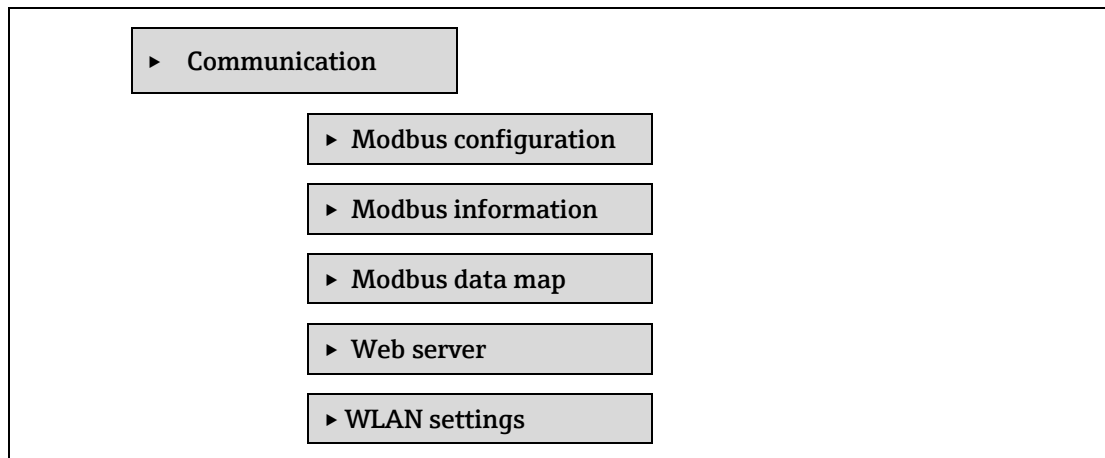 ▸ Communication
▸ Modbus configuration
▸ Modbus information
▸ Modbus data map
▸ Web server
▸ WLAN settings